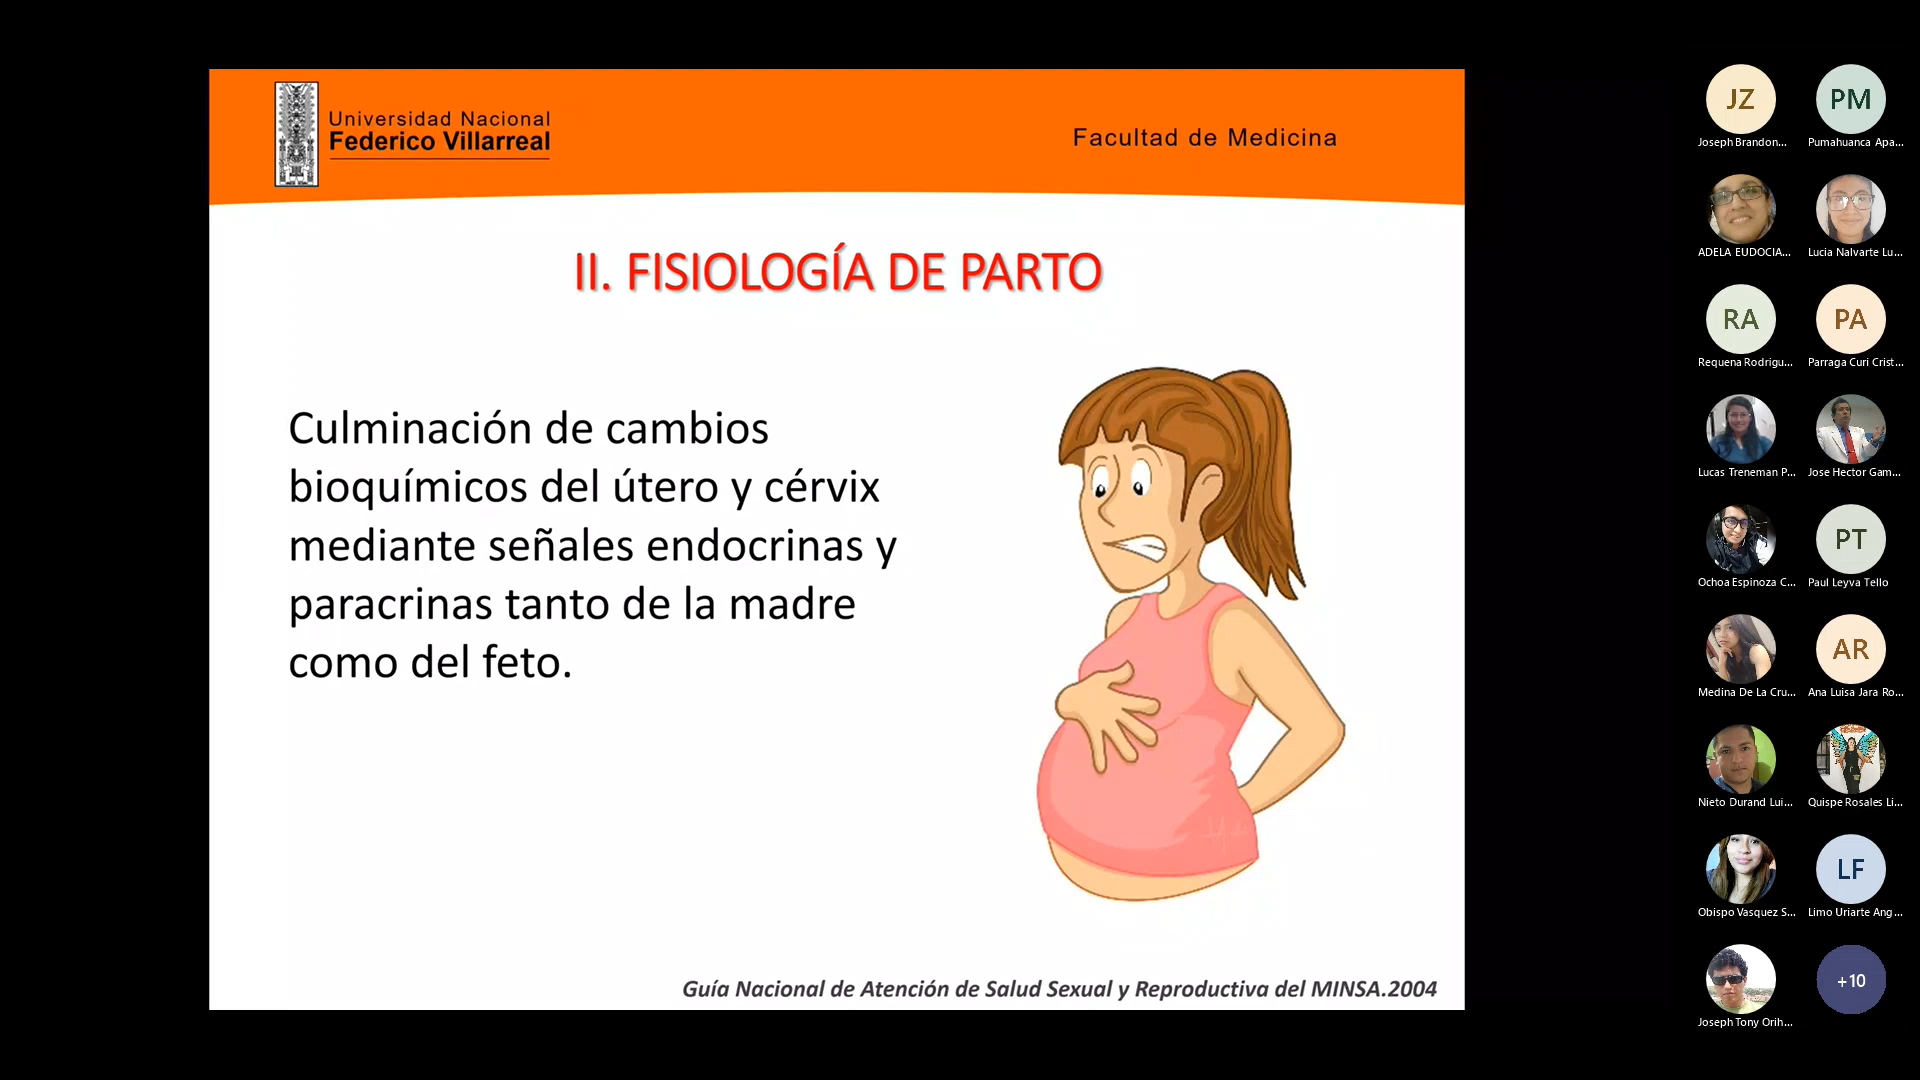 Universidad Nacional
Federico Villarreal
Facultad de Medicina
II. FISIOLOGÍA DE PARTO
Culminación de cambios
bioquímicos del útero y cérvix
mediante señales endocrinas y
paracrinas tanto de la madre
como del feto.
Guía Nacional de Atención de Salud Sexual y Reproductiva del MINSA.2004
JZ
PM
Joseph Brandon...
Pumahuanca Apa...
ADELA EUDOCIA...
Lucia Nalvarte Lu...
RA
PA
Requena Rodrigu...
Parraga Curi Crist...
Lucas Treneman P...
Jose Hector Gam...
PT
Ochoa Espinoza C...
Paul Leyva Tello
AR
Medina De La Cru...
Ana Luisa Jara Ro...
Nieto Durand Lui...
Quispe Rosales Li...
LF
Obispo Vasquez S...
Limo Uriarte Ang...
+10
Joseph Tony Orih...